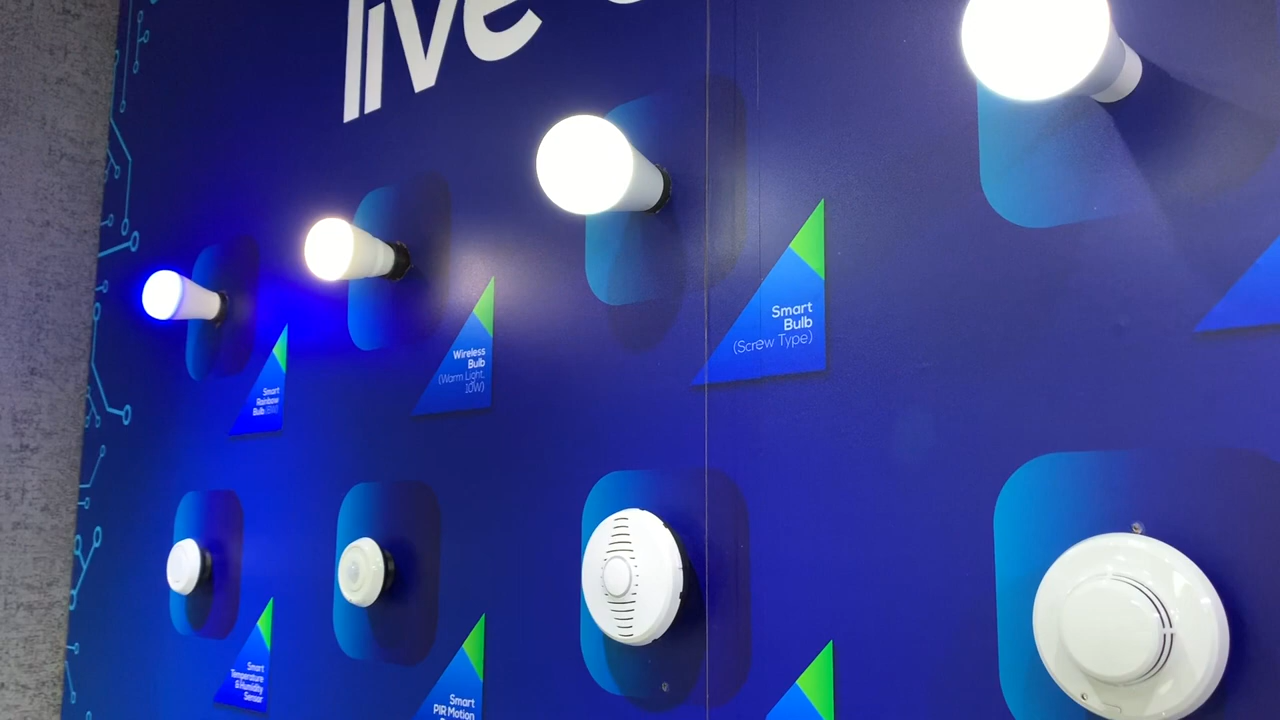 live
Smart
Bulb
(Screw Type)
Wireless
Bulb
(Warm Light,
10W)
Smart
Rainbow
Bulb
Smart
Temperature
& Humidity
Sensor
Smart
PIR Motion